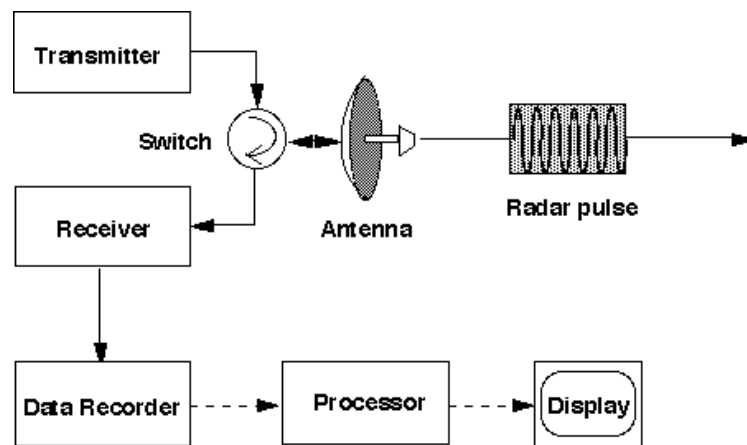 Transmitter
Switch
Antenna
Radar pulse
Receiver
Data Recorder
Processor
Display